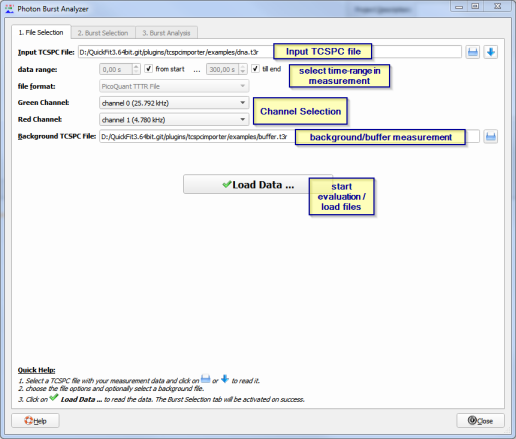 Photon Burst Analyzer
1. File Selection 2. Burst Selection 3. Burst Analysis
Input TCSPC File: D:/QuickFit3.64bit.git/plugins/tcspcimporter/examples/dna.t3r Input TCSPC file
data range: 0,00 s from start ... 300,00 s till end select time-range in
measurement
file format: PicoQuant TTTR File
Green Channel: channel 0 (25.792 kHz) Channel Selection
Red Channel: channel 1 (4.780 kHz)
Background TCSPC File: D:/QuickFit3.64bit.git/plugins/tcspcimporter/examples/buffer.t3r background/buffer measurement
Load Data ... start
evaluation /
load files
Quick Help:
1. Select a TCSPC file with your measurement data and click on or to read it.
2. choose the file options and optionally select a background file.
3. Click on Load Data ... to read the data. The Burst Selection tab will be activated on success.
Help Close